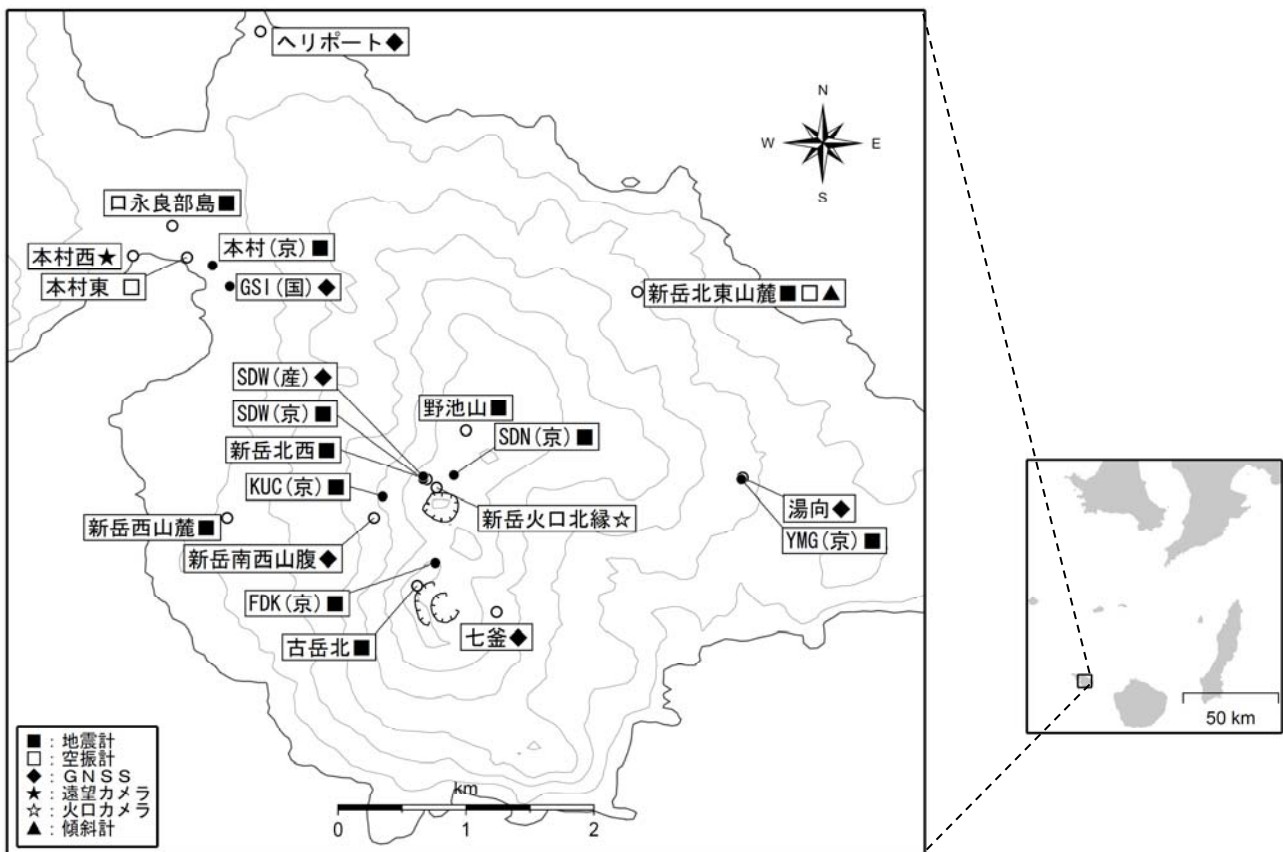 ヘリポート◆
N
W E
S
口永良部島■
本村(京)■
本村西★
本村東 □
GSI(国)◆
新岳北東山麓■□▲
SDW(産)◆
SDW(京)■
野池山■
新岳北西■
SDN(京)■
KUC(京)■
新岳火口北縁☆
湯向◆
新岳西山麓■
YMG(京)■
新岳南西山腹◆
FDK(京)■
七釜◆
古岳北■
50 km
■：地震計
□：空振計
◆：ＧＮＳＳ
★：遠望カメラ
☆：火口カメラ
▲：傾斜計
km
0 1 2